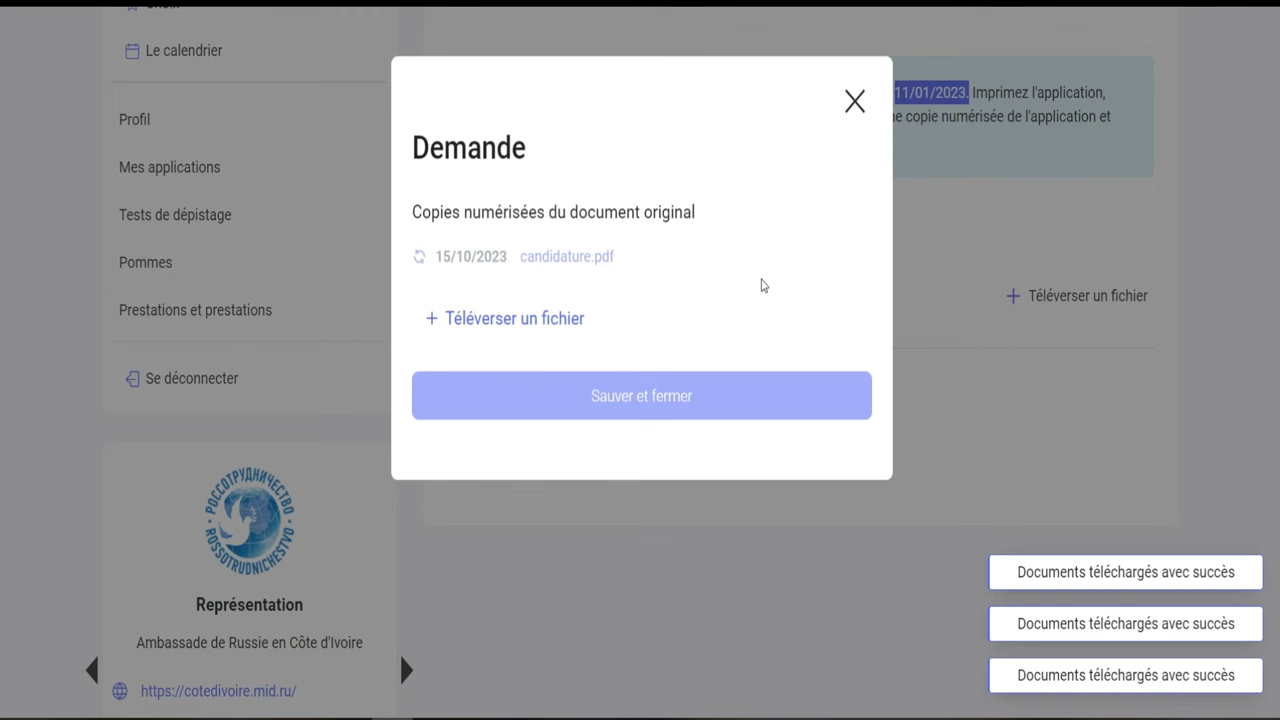 Le calendrier
Profil
Mes applications
Tests de dépistage
Pommes
Prestations et prestations
Se déconnecter
РОССОТРУДНИЧЕСТВО
ROSSOTRUDNICHESTVO
Représentation
Ambassade de Russie en Côte d'Ivoire
https://cotedivoire.mid.ru/
Demande
Copies numérisées du document original
15/10/2023 candidature.pdf
+ Téléverser un fichier
Sauver et fermer
11/01/2023. Imprimez l'application,
copie numérisée de l'application et
+ Téléverser un fichier
Documents téléchargés avec succès
Documents téléchargés avec succès
Documents téléchargés avec succès